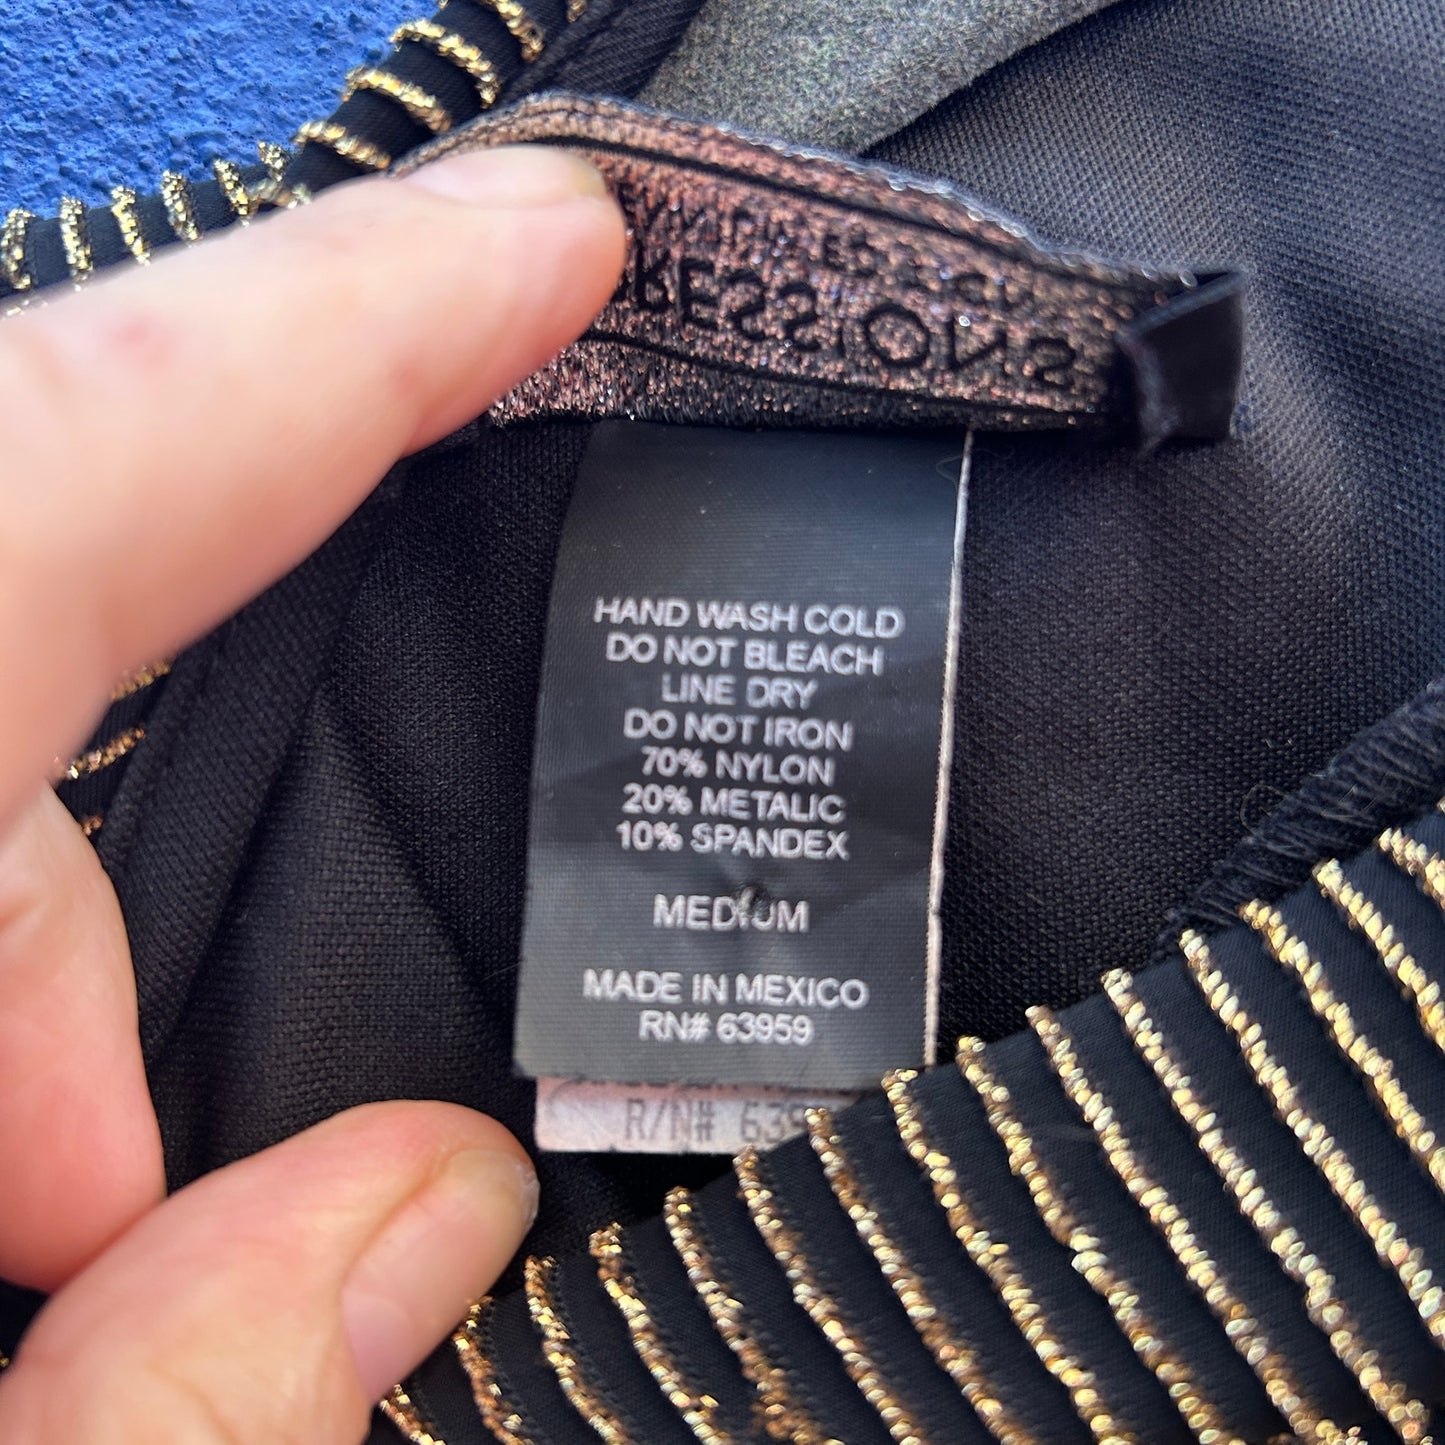 HAND WASH COLD
DO NOT BLEACH
LINE DRY
DO NOT IRON
70% NYLON
20% METALIC
10% SPANDEX
MEDIUM
MADE IN MEXICO
RN# 63959
R/N#